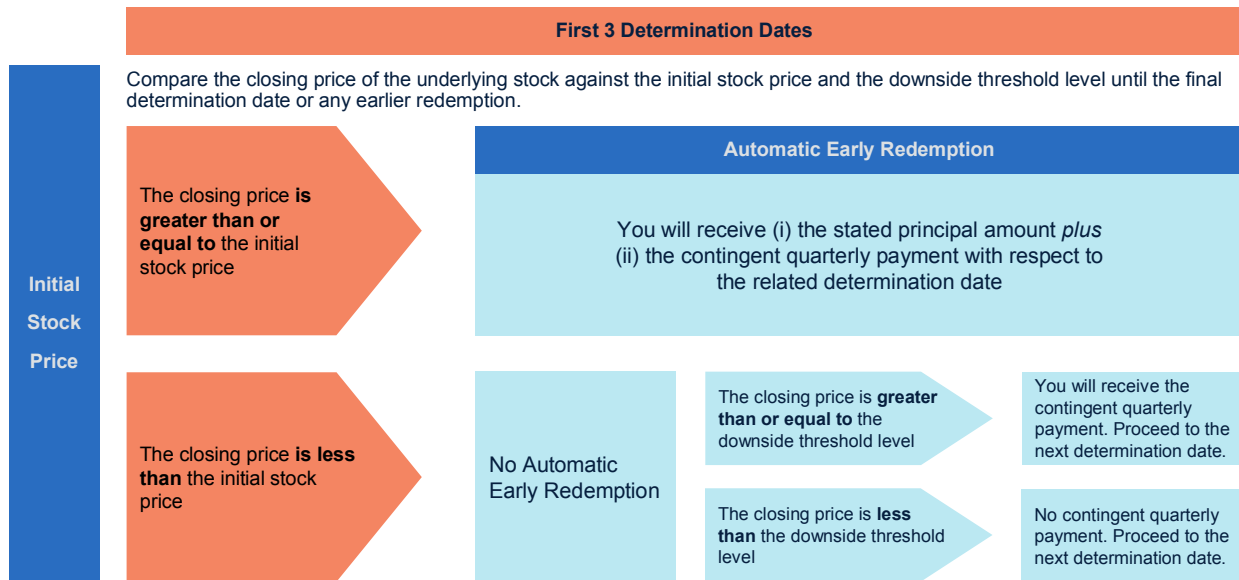 First 3 Determination Dates
Compare the closing price of the underlying stock against the initial stock price and the downside threshold level until the final
determination date or any earlier redemption.
Initial
Stock
Price
The closing price is
greater than or
equal to the initial
stock price
Automatic Early Redemption
You will receive (i) the stated principal amount plus
(ii) the contingent quarterly payment with respect to
the related determination date
The closing price is less
than the initial stock
price
No Automatic
Early Redemption
The closing price is greater
than or equal to the
downside threshold level
You will receive the
contingent quarterly
payment. Proceed to the
next determination date.
The closing price is less
than the downside threshold
level
No contingent quarterly
payment. Proceed to the
next determination date.